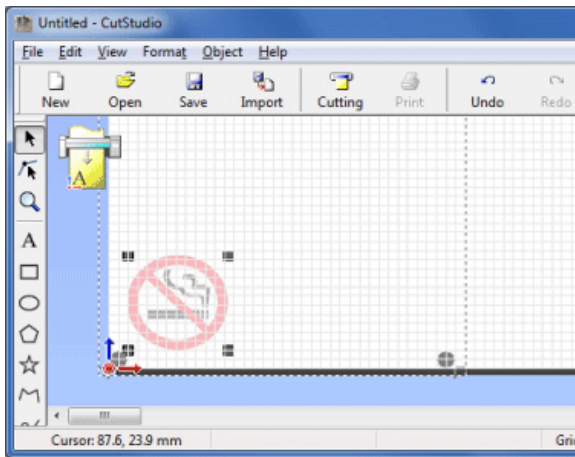 Untitled - CutStudio
File Edit View Format Object Help
New Open Save Import Cutting Print Undo Redo
A
A
Cursor: 87.6, 23.9 mm Gri